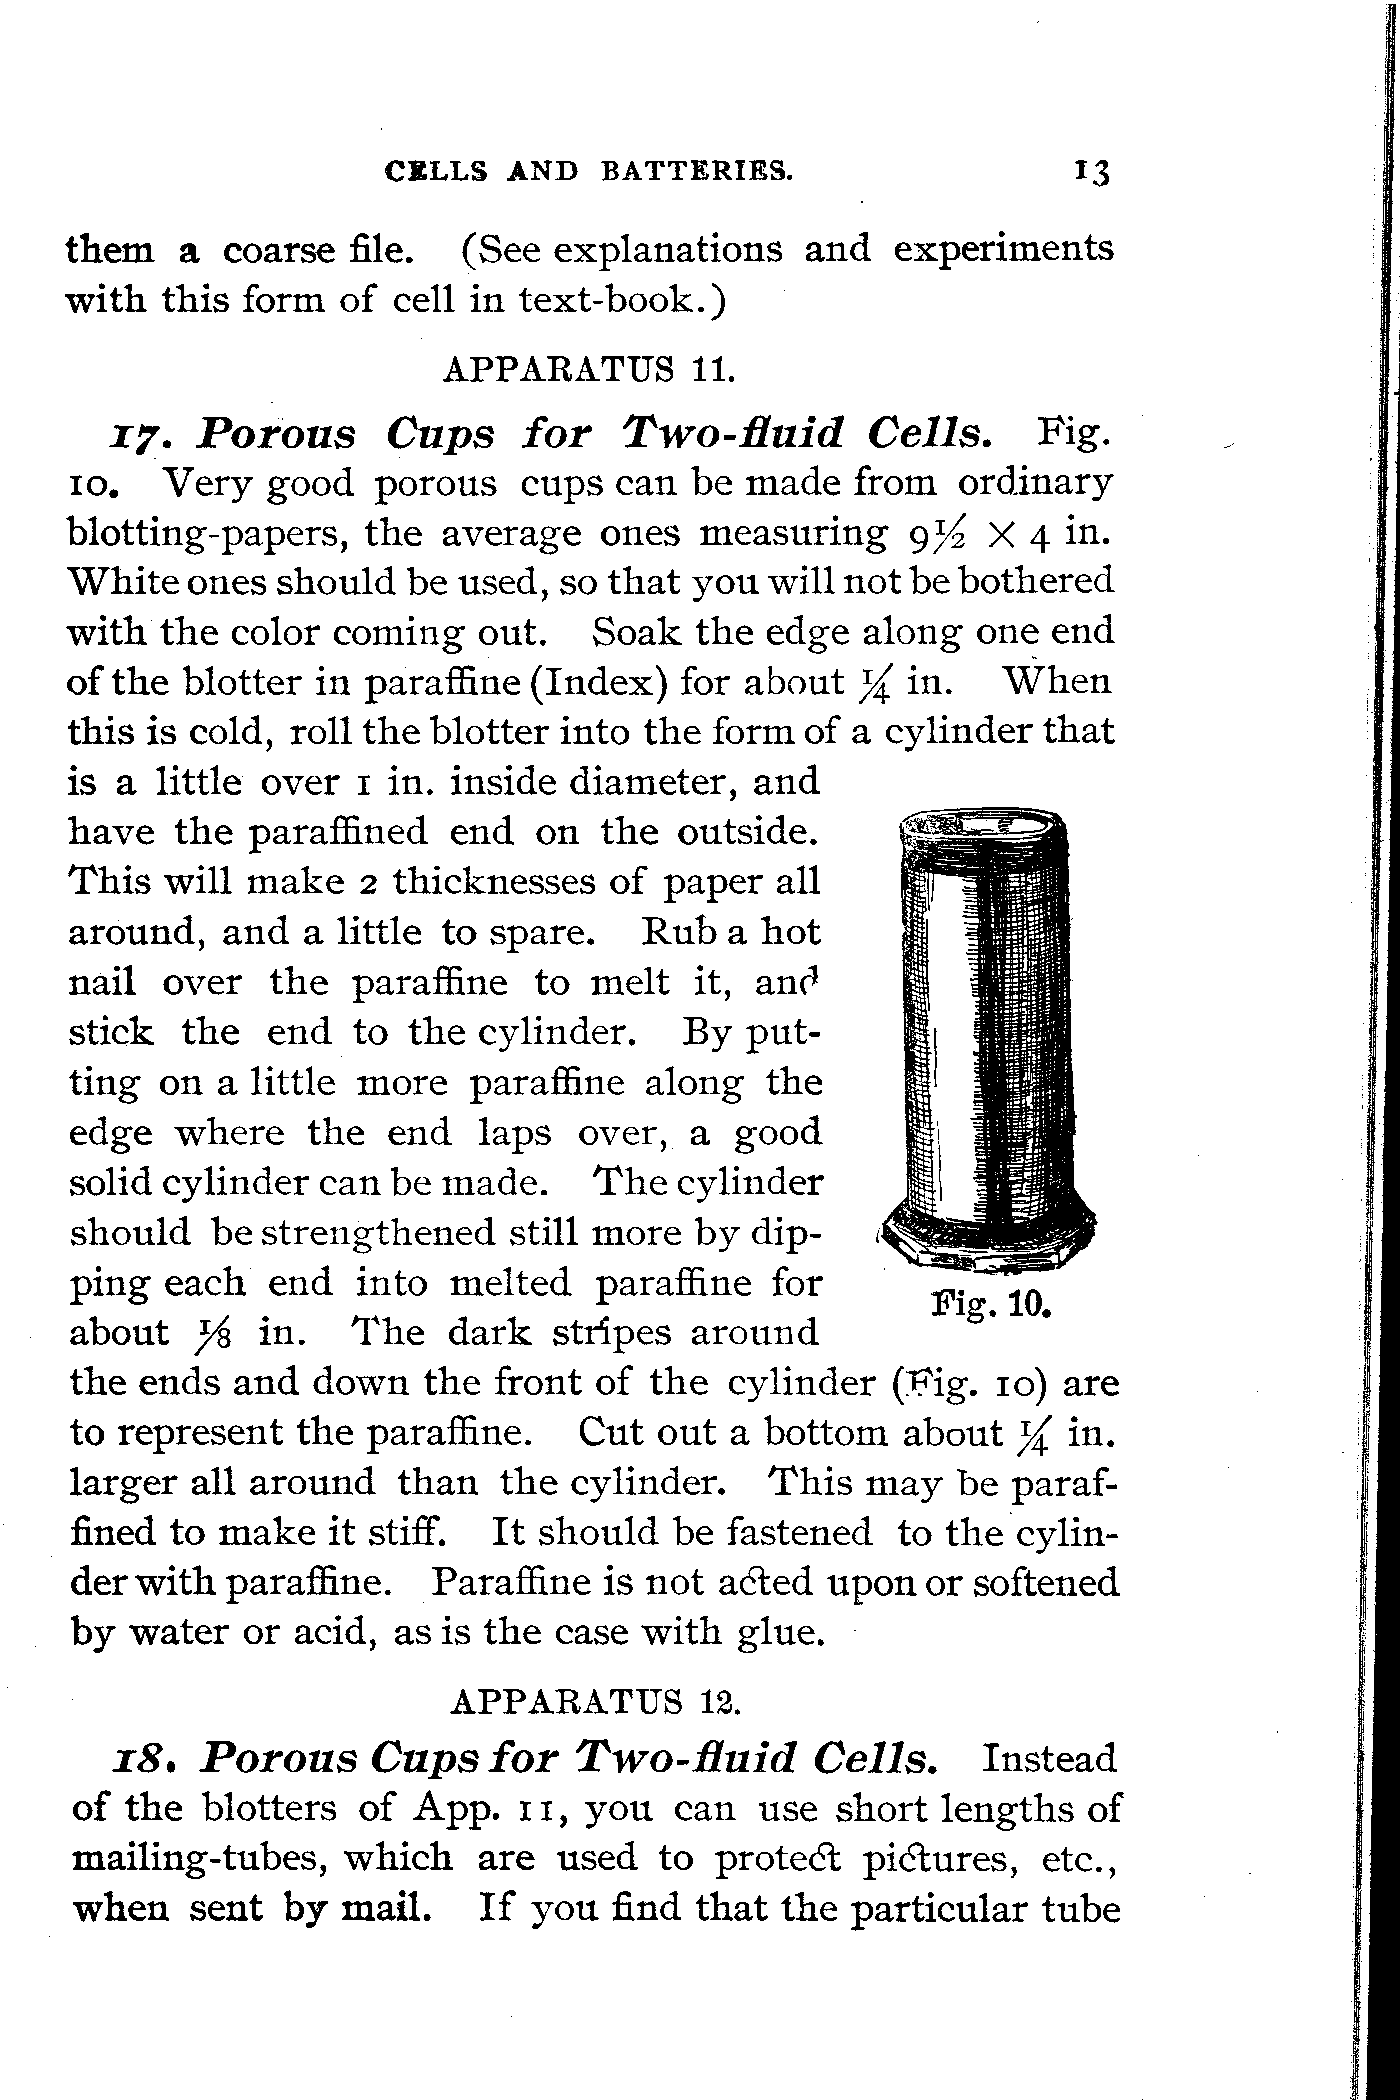 CELLS AND BATTERIES. 13
them a coarse file. (See explanations and experiments
with this form of cell in text-book.)
APPARATUS 11.
17. Porous Cups for Two-fluid Cells. Fig.
10. Very good porous cups can be made from ordinary
blotting-papers, the average ones measuring 9½ × 4 in.
White ones should be used, so that you will not be bothered
with the color coming out. Soak the edge along one end
of the blotter in paraffine (Index) for about ¼ in. When
this is cold, roll the blotter into the form of a cylinder that
is a little over 1 in. inside diameter, and
have the paraffined end on the outside.
This will make 2 thicknesses of paper all
around, and a little to spare. Rub a hot
nail over the paraffine to melt it, and
stick the end to the cylinder. By put-
ting on a little more paraffine along the
edge where the end laps over, a good
solid cylinder can be made. The cylinder
should be strengthened still more by dip-
ping each end into melted paraffine for
about ⅛ in. The dark stripes around
the ends and down the front of the cylinder (Fig. 10) are
to represent the paraffine. Cut out a bottom about ¼ in.
larger all around than the cylinder. This may be paraf-
fined to make it stiff. It should be fastened to the cylin-
der with paraffine. Paraffine is not acted upon or softened
by water or acid, as is the case with glue.
Fig. 10.
APPARATUS 12.
18. Porous Cups for Two-fluid Cells. Instead
of the blotters of App. 11, you can use short lengths of
mailing-tubes, which are used to protect pictures, etc.,
when sent by mail. If you find that the particular tube